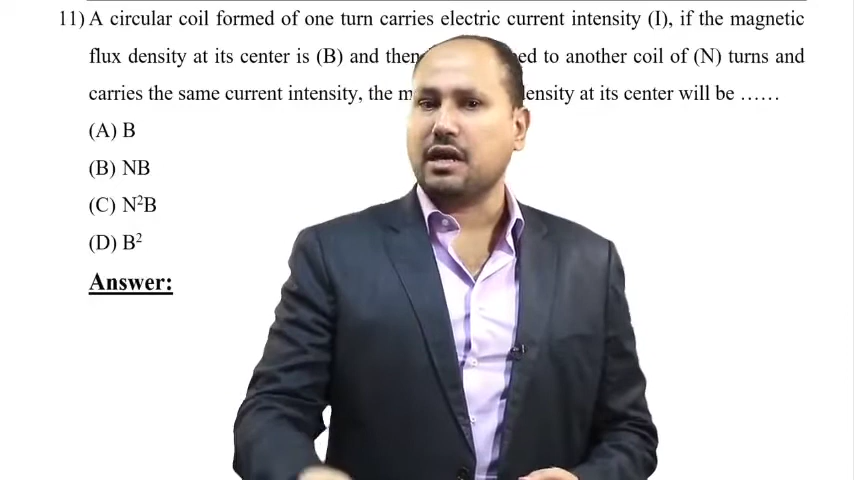 11) A circular coil formed of one turn carries electric current intensity (I), if the magnetic
flux density at its center is (B) and then ed to another coil of (N) turns and
carries the same current intensity, the m ensity at its center will be ……
(A) B
(B) NB
(C) N²B
(D) B²
Answer: